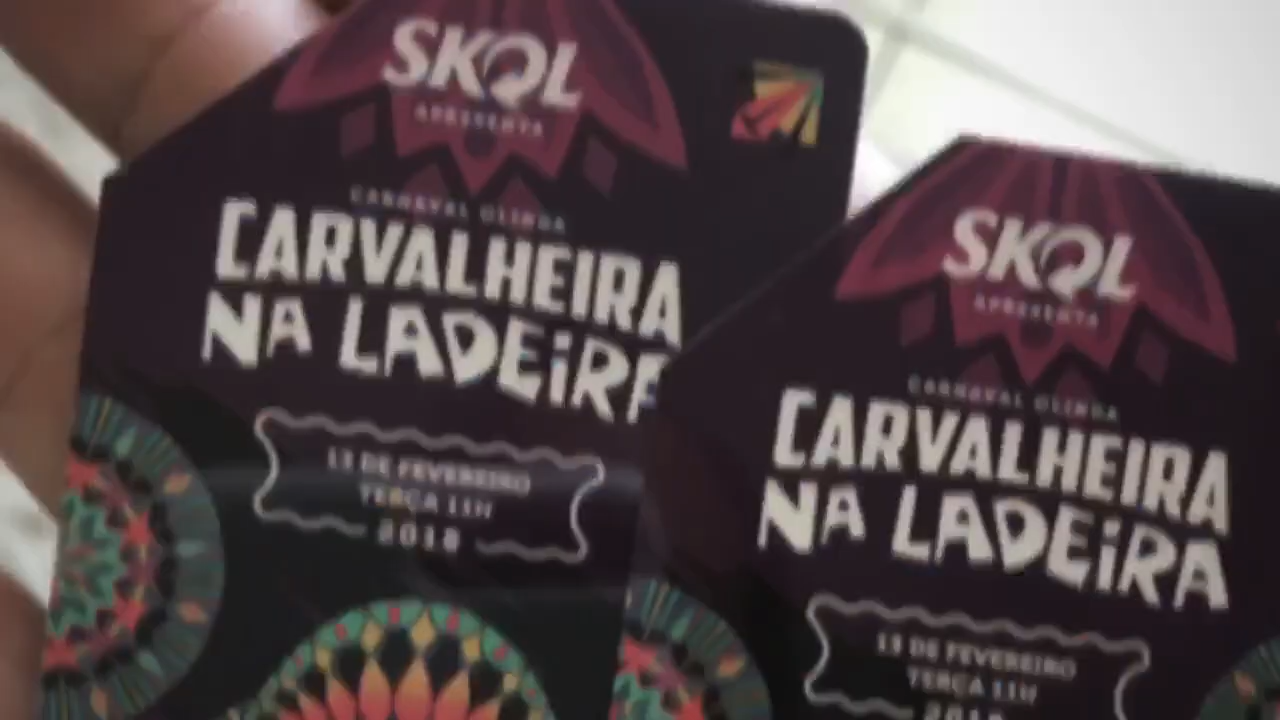 SKOL
APRESENTA
CARNAVAL OLINDA
CARVALHEIRA
NA LADEIRA
13 DE FEVEREIRO
TERÇA 11H
2018
SKOL
APRESENTA
CARNAVAL OLINDA
CARVALHEIRA
NA LADEIRA
13 DE FEVEREIRO
TERÇA 11H
2018